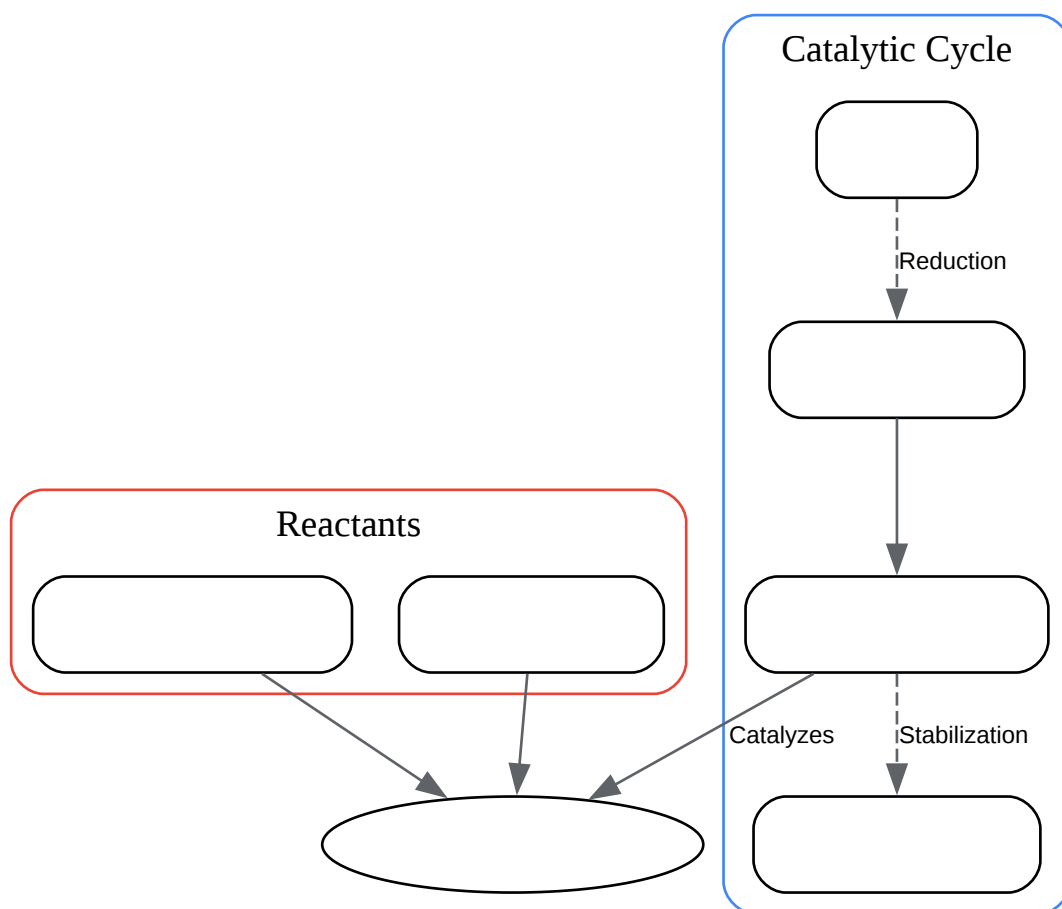 Catalytic Cycle
Reduction
Reactants
Catalyzes
Stabilization